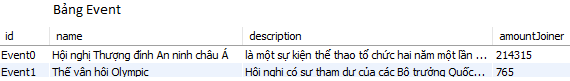 Bảng Event
id name description amountJoiner
Event0 Hội nghị Thượng đỉnh An ninh châu Á là một sự kiện thể thao tổ chức hai năm một lần ... 214315
Event1 Thế vận hội Olympic Hội nghị có sự tham dự của các Bộ trưởng Quốc... 765